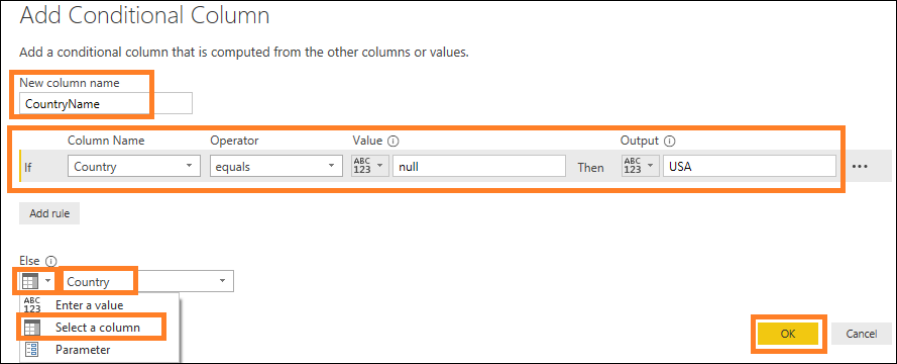 Add Conditional Column
Add a conditional column that is computed from the other columns or values.
New column name
CountryName
Column Name Operator Value Output
If Country equals ABC 123 null Then ABC 123 USA ...
Add rule
Else
Country
ABC 123 Enter a value
Select a column
Parameter
OK Cancel